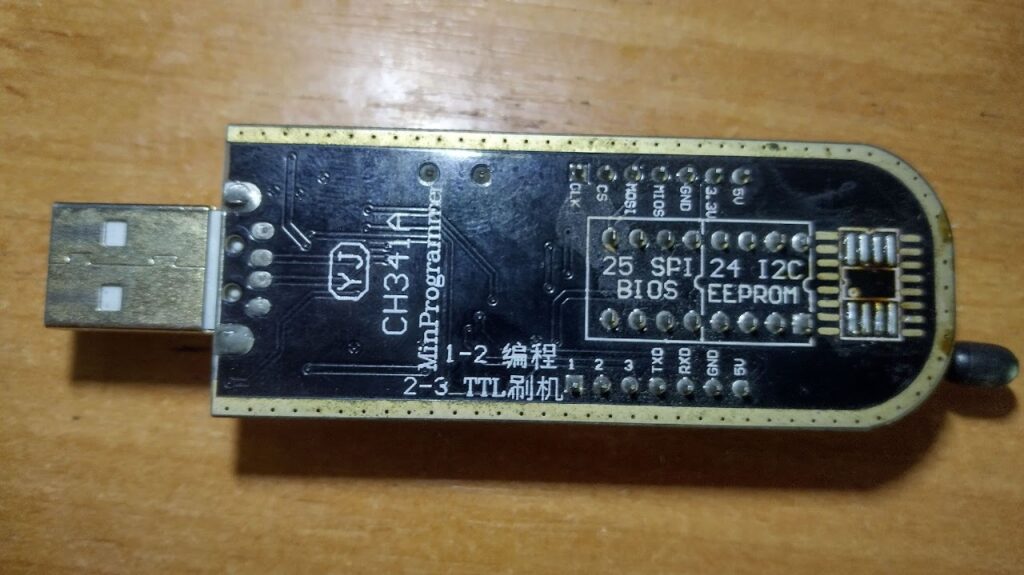 CLK
CS
MOSI
MIOS
GND
3.3V
5V
YJ
CH341A
MinProgrammer
25 SPI
BIOS
24 I2C
EEPROM
1-2 编程
2-3 TTL刷机
1
2
3
TXD
RXD
GND
5V